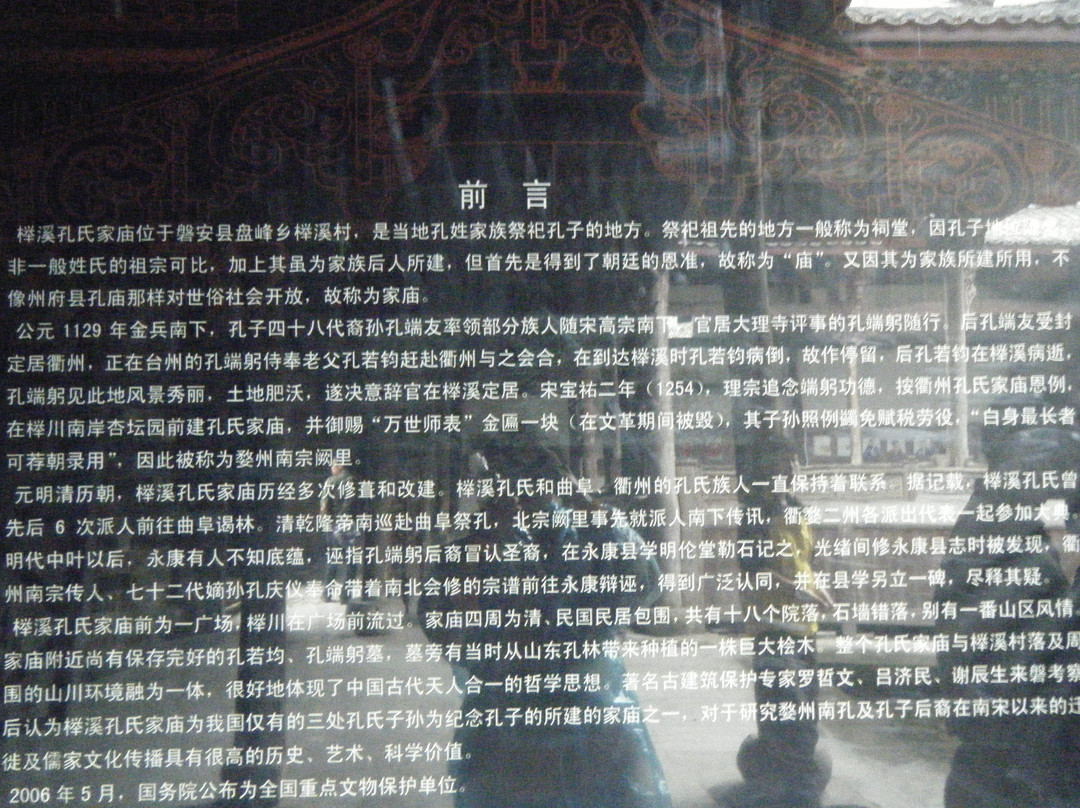 前 言
榉溪孔氏家庙位于磐安县盘峰乡榉溪村，是当地孔姓家族祭祀孔子的地方。祭祀祖先的地方一般称为祠堂，因孔子地位
非一般姓氏的祖宗可比，加上其虽为家族后人所建，但首先是得到了朝廷的恩准，故称为“庙”。又因其为家族所建所用，不
像州府县孔庙那样对世俗社会开放，故称为家庙。
公元 1129 年金兵南下，孔子四十八代裔孙孔端友率领部分族人随宋高宗南下，官居大理寺评事的孔端躬随行。后孔端友受封
定居衢州，正在台州的孔端躬侍奉老父孔若钧赶赴衢州与之会合，在到达榉溪时孔若钧病倒，故作停留，后孔若钧在榉溪病逝，
孔端躬见此地风景秀丽，土地肥沃，遂决意辞官在榉溪定居。宋宝祐二年（1254），理宗追念端躬功德，按衢州孔氏家庙恩例，
在榉川南岸杏坛园前建孔氏家庙，并御赐“万世师表”金匾一块（在文革期间被毁），其子孙照例蠲免赋税劳役，“白身最长者
可荐朝录用”，因此被称为婺州南宗阙里。
元明清历朝，榉溪孔氏家庙历经多次修葺和改建。榉溪孔氏和曲阜、衢州的孔氏族人一直保持着联系。据记载，榉溪孔氏曾
先后 6 次派人前往曲阜谒林。清乾隆帝南巡赴曲阜祭孔，北宗阙里事先就派人南下传讯，衢婺二州各派出代表一起参加大典。
明代中叶以后，永康有人不知底蕴，诬指孔端躬后裔冒认圣裔，在永康县学明伦堂勒石记之，光绪间修永康县志时被发现，衢
州南宗传人、七十二代嫡孙孔庆仪奉命带着南北会修的宗谱前往永康辩诬，得到广泛认同，并在县学另立一碑，尽释其疑。
榉溪孔氏家庙前为一广场，榉川在广场前流过。家庙四周为清、民国民居包围，共有十八个院落，石墙错落，别有一番山区风情。
家庙附近尚有保存完好的孔若均、孔端躬墓，墓旁有当时从山东孔林带来种植的一株巨大桧木。整个孔氏家庙与榉溪村落及周
围的山川环境融为一体，很好地体现了中国古代天人合一的哲学思想。著名古建筑保护专家罗哲文、吕济民、谢辰生来磐考察
后认为榉溪孔氏家庙为我国仅有的三处孔氏子孙为纪念孔子的所建的家庙之一，对于研究婺州南孔及孔子后裔在南宋以来的迁
徙及儒家文化传播具有很高的历史、艺术、科学价值。
2006 年 5 月，国务院公布为全国重点文物保护单位。